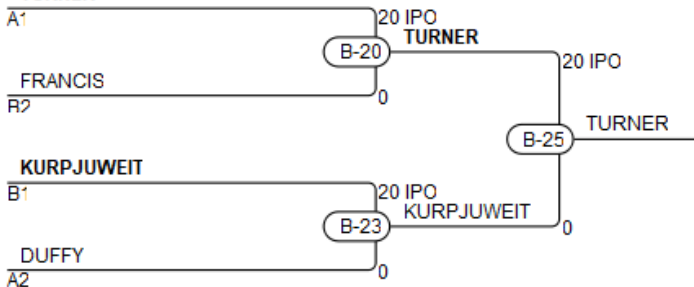 A1
20 IPO
B-20
TURNER
FRANCIS
0
B2
20 IPO
B-25
TURNER
KURPJUWEIT
B1
20 IPO
B-23
KURPJUWEIT
0
DUFFY
0
A2